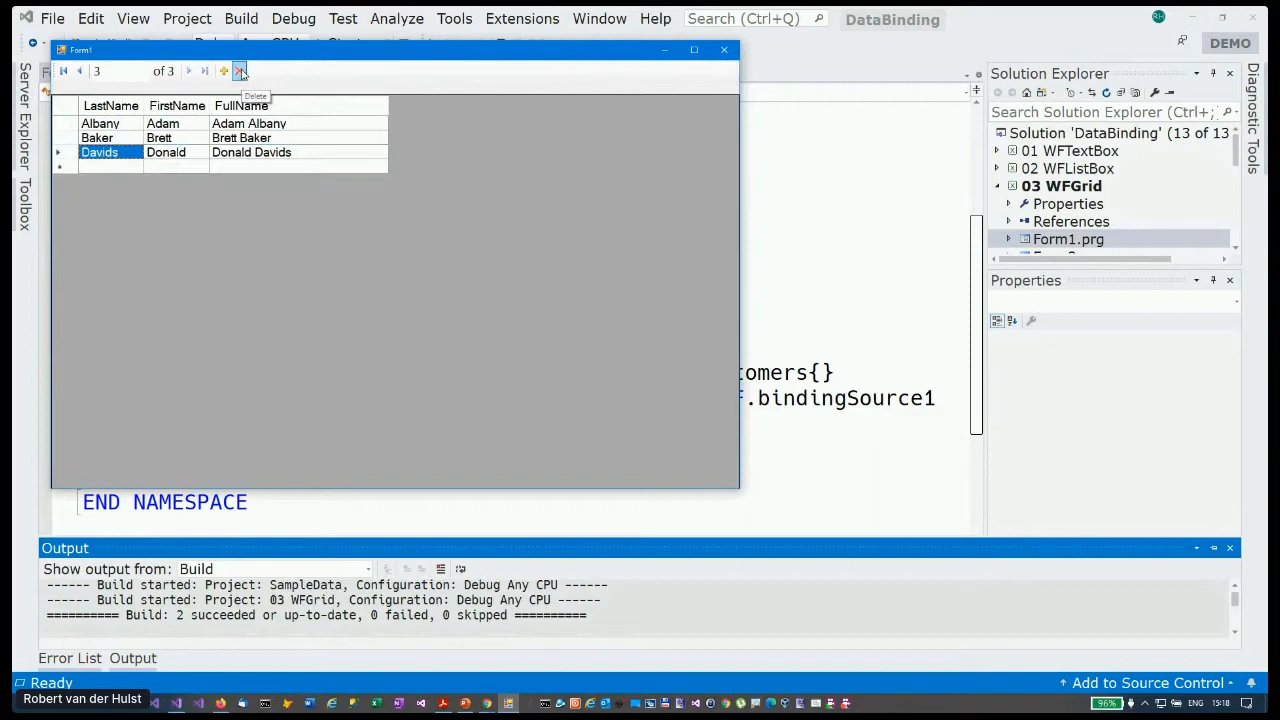 File Edit View Project Build Debug Test Analyze Tools Extensions Window Help Search (Ctrl+Q) DataBinding RH
DEMO
Form1
3 of 3
Delete
LastName FirstName FullName
Albany Adam Adam Albany
Baker Brett Brett Baker
Davids Donald Donald Davids
Server Explorer Toolbox
tomers{}
.bindingSource1
END NAMESPACE
Solution Explorer
Search Solution Explorer (Ctrl+;)
Solution 'DataBinding' (13 of 13
01 WFTextBox
02 WFListBox
03 WFGrid
Properties
References
Form1.prg
Properties
Diagnostic Tools
Output
Show output from: Build
------ Build started: Project: SampleData, Configuration: Debug Any CPU ------
------ Build started: Project: 03 WFGrid, Configuration: Debug Any CPU ------
========== Build: 2 succeeded or up-to-date, 0 failed, 0 skipped ==========
Error List Output
Ready Add to Source Control
Robert van der Hulst
96% ENG 15:18